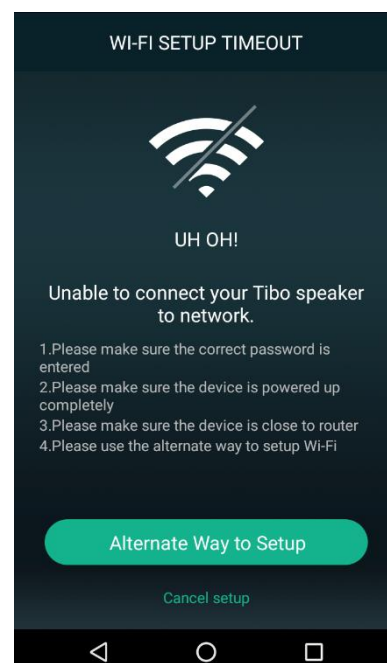 WI-FI SETUP TIMEOUT
UH OH!
Unable to connect your Tibo speaker
to network.
1.Please make sure the correct password is
entered
2.Please make sure the device is powered up
completely
3.Please make sure the device is close to router
4.Please use the alternate way to setup Wi-Fi
Alternate Way to Setup
Cancel setup